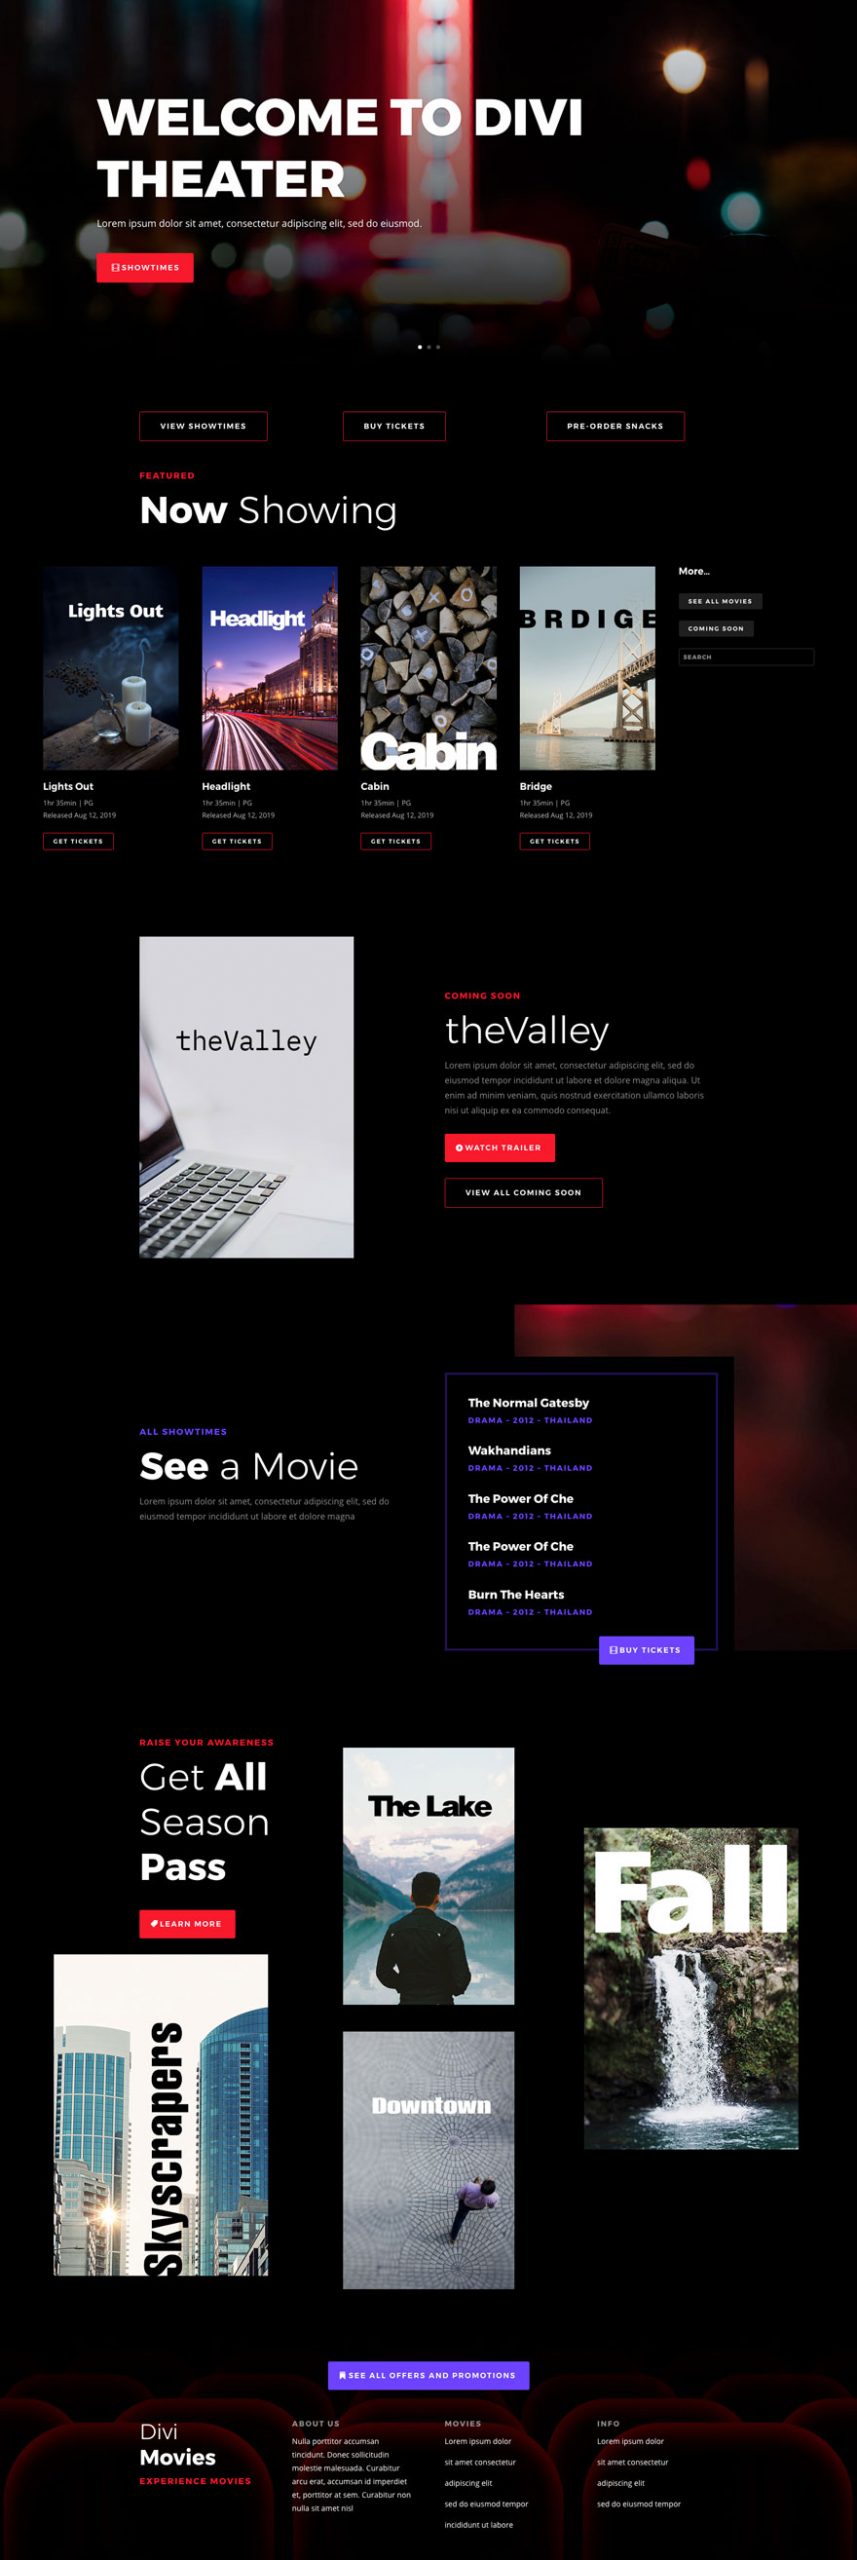 WELCOME TO DIVI
THEATER
Lorem ipsum dolor sit amet, consectetur adipiscing elit, sed do eiusmod.
SHOWTIMES
VIEW SHOWTIMES
BUY TICKETS
PRE-ORDER SNACKS
FEATURED
Now Showing
Lights Out
Lights Out
1hr 35min | PG
Released Aug 12, 2019
GET TICKETS
Headlight
Headlight
1hr 35min | PG
Released Aug 12, 2019
GET TICKETS
Cabin
Cabin
1hr 35min | PG
Released Aug 12, 2019
GET TICKETS
BRDIGE
Bridge
1hr 35min | PG
Released Aug 12, 2019
GET TICKETS
More...
SEE ALL MOVIES
COMING SOON
SEARCH
theValley
COMING SOON
theValley
Lorem ipsum dolor sit amet, consectetur adipiscing elit, sed do
eiusmod tempor incididunt ut labore et dolore magna aliqua. Ut
enim ad minim veniam, quis nostrud exercitation ullamco laboris
nisi ut aliquip ex ea commodo consequat.
WATCH TRAILER
VIEW ALL COMING SOON
ALL SHOWTIMES
See a Movie
Lorem ipsum dolor sit amet, consectetur adipiscing elit, sed do
eiusmod tempor incididunt ut labore et dolore magna
The Normal Gatesby
DRAMA - 2012 - THAILAND
Wakhandians
DRAMA - 2012 - THAILAND
The Power Of Che
DRAMA - 2012 - THAILAND
The Power Of Che
DRAMA - 2012 - THAILAND
Burn The Hearts
DRAMA - 2012 - THAILAND
BUY TICKETS
RAISE YOUR AWARENESS
Get All
Season
Pass
LEARN MORE
The Lake
Fall
Skyscrapers
Downtown
SEE ALL OFFERS AND PROMOTIONS
Divi
Movies
EXPERIENCE MOVIES
ABOUT US
Nulla porttitor accumsan
tincidunt. Donec sollicitudin
molestie malesuada. Curabitur
arcu erat, accumsan id imperdiet
et, porttitor at sem. Curabitur non
nulla sit amet nisl
MOVIES
Lorem ipsum dolor
sit amet consectetur
adipiscing elit
sed do eiusmod tempor
incididunt ut labore
INFO
Lorem ipsum dolor
sit amet consectetur
adipiscing elit
sed do eiusmod tempor